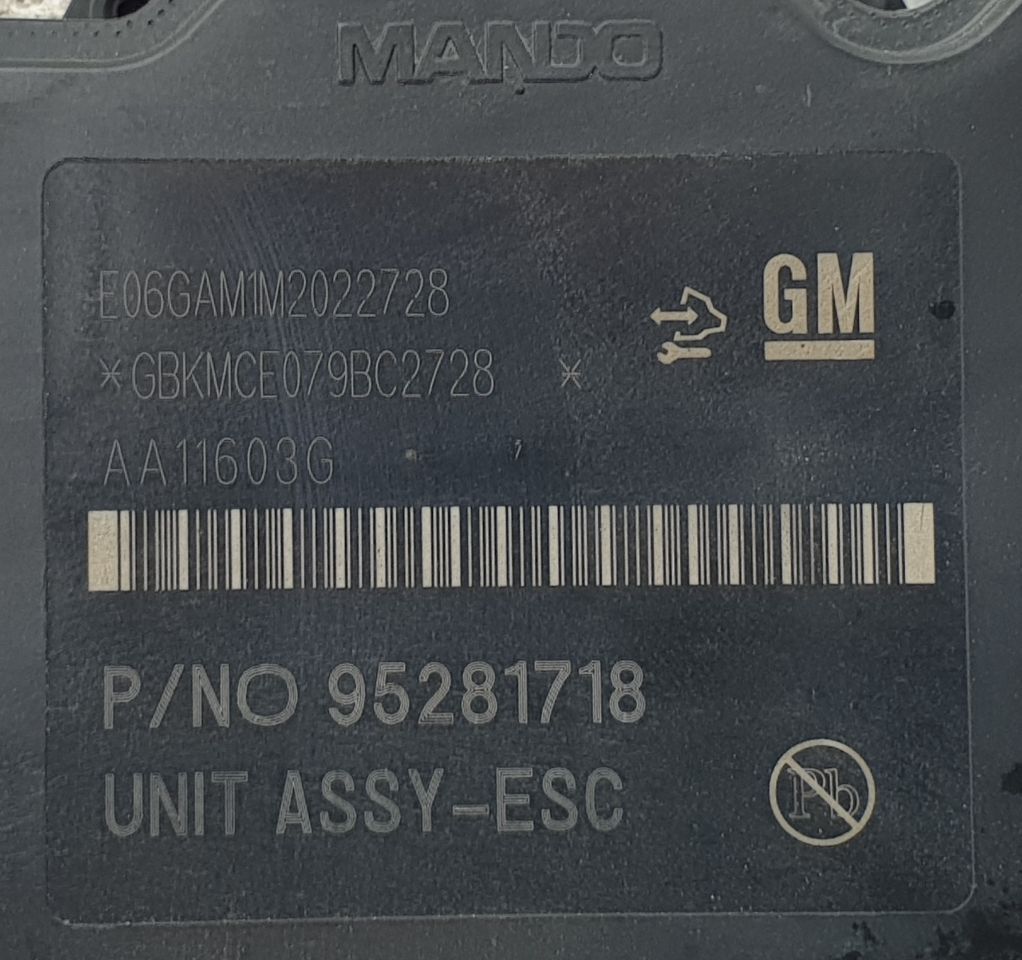 MANDO
E06GAM1M2022728
GM
*GBKMCE079BC2728 *
AA11603G
P/NO 95281718
UNIT ASSY-ESC
Pb